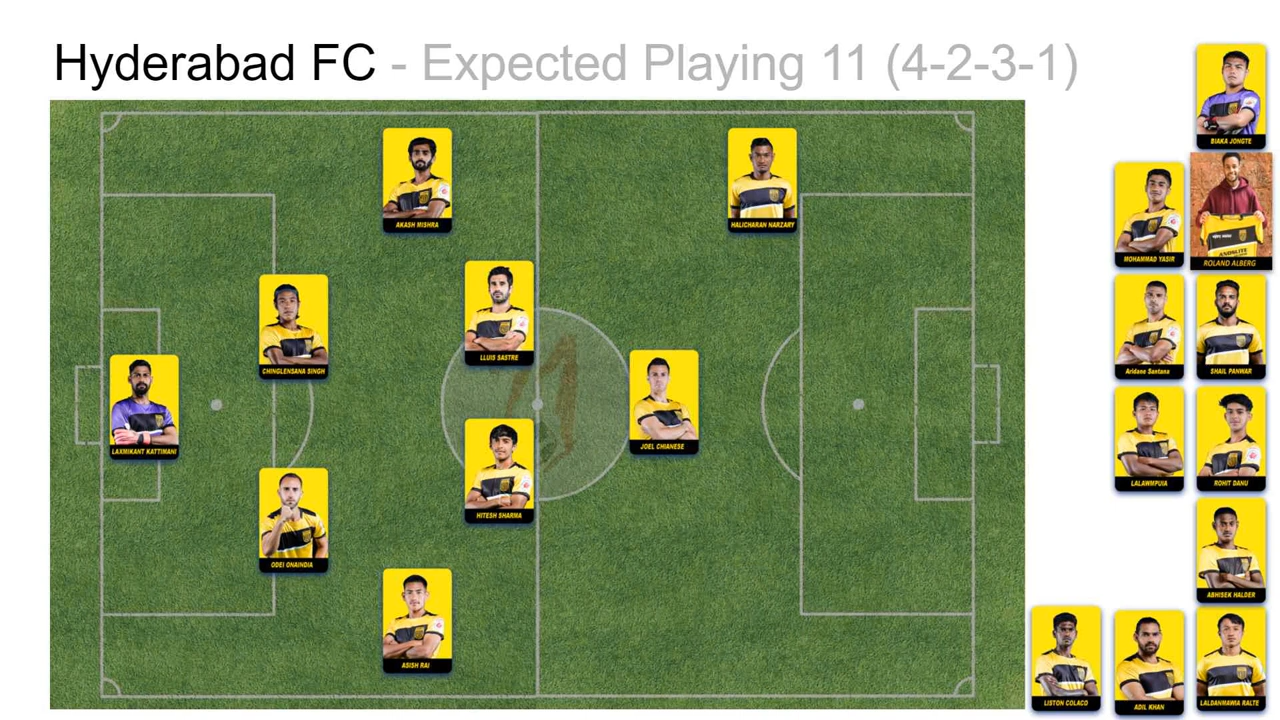 Hyderabad FC - Expected Playing 11 (4-2-3-1)
BIAKA JONGTE
AKASH MISHRA
HALICHARAN NARZARY
MOHAMMAD YASIR
ROLAND ALBERG
LLUIS SASTRE
CHINGLENSANA SINGH
Aridane Santana
SHAIL PANWAR
LAXMIKANT KATTIMANI
JOEL CHIANESE
LALAWMPUIA
ROHIT DANU
HITESH SHARMA
ODEI ONAINDIA
ABHISEK HALDER
ASISH RAI
LISTON COLACO
ADIL KHAN
LALDANMAWIA RALTE